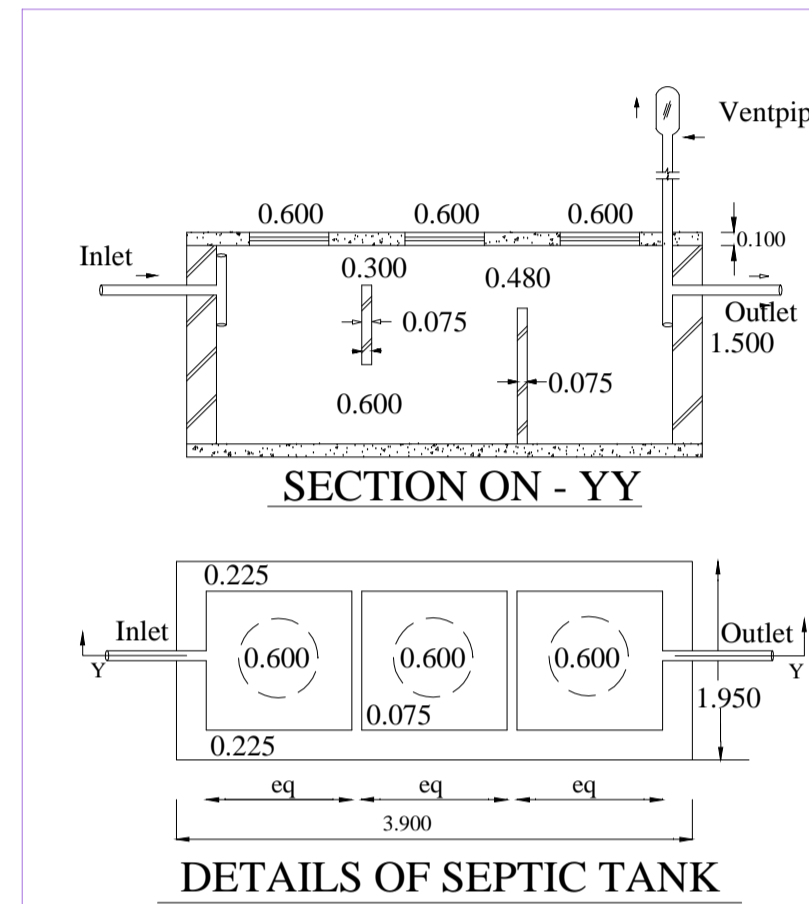 Ventpip
0.600 0.600 0.600
0.100
Inlet
0.300 0.480
0.075
Outlet
1.500
0.075
0.600
SECTION ON - YY
0.225
Inlet Outlet
0.600 0.600 0.600
Y Y
1.950
0.075
0.225
eq eq eq
3.900
DETAILS OF SEPTIC TANK